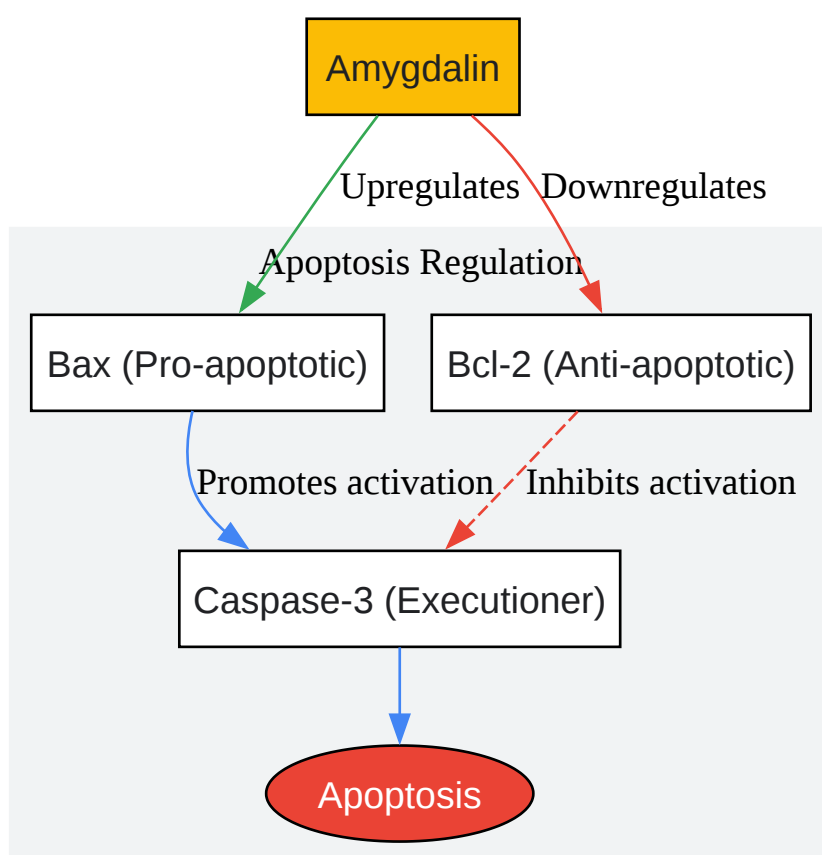 Amygdalin
Upregulates
Downregulates
Apoptosis Regulation
Bax (Pro-apoptotic)
Bcl-2 (Anti-apoptotic)
Promotes activation
Inhibits activation
Caspase-3 (Executioner)
Apoptosis